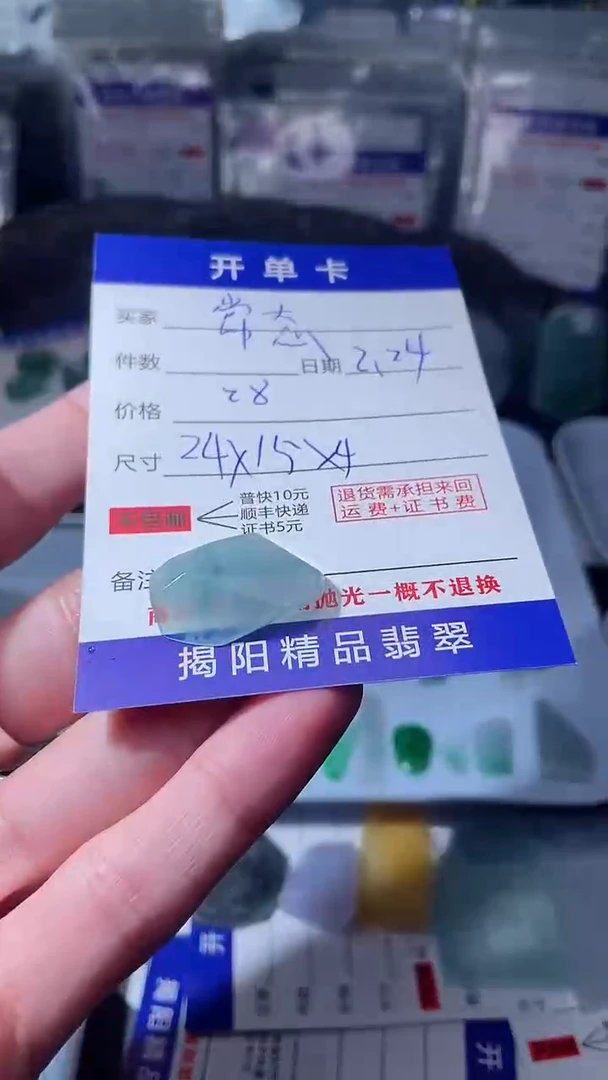 开单卡
买家
件数 日期 2,24
价格 28
尺寸 24X15X4
普快10元
顺丰快递
证书5元
退货需承担来回
运费+证书费
备注
抛光一概不退换
揭阳精品翡翠
开
开